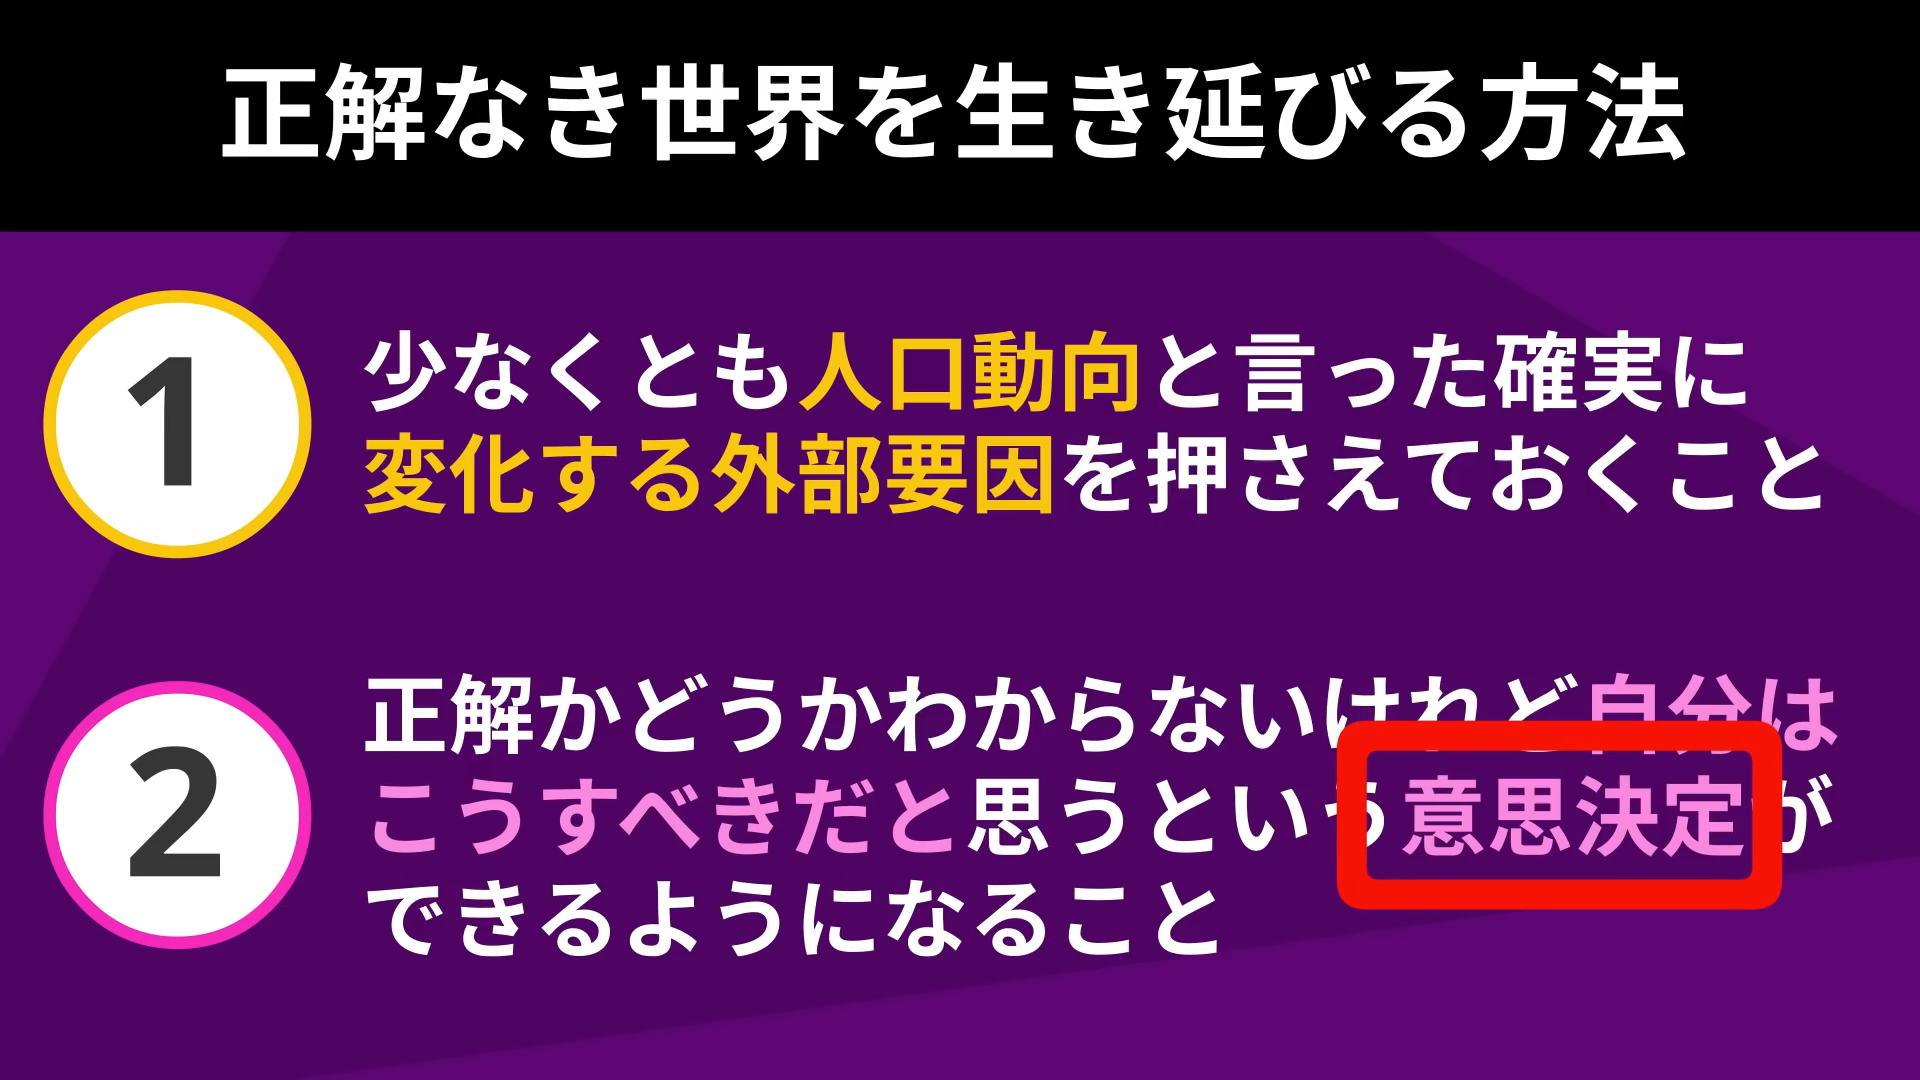 正解なき世界を生き延びる方法
1
少なくとも人口動向と言った確実に
変化する外部要因を押さえておくこと
2
正解かどうかわからないけれど自分は
こうすべきだと思うという意思決定が
できるようになること